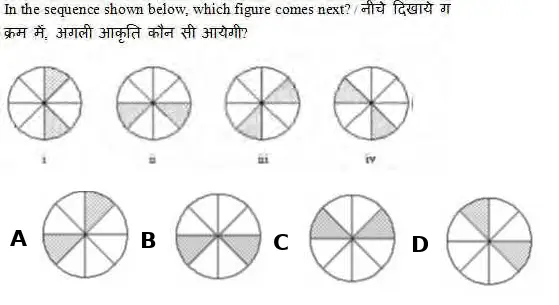 In the sequence shown below, which figure comes next? / नीचे दिखाये ग
क्रम में, अगली आकृति कौन सी आयेगी?
i ii iii iv
A B C D